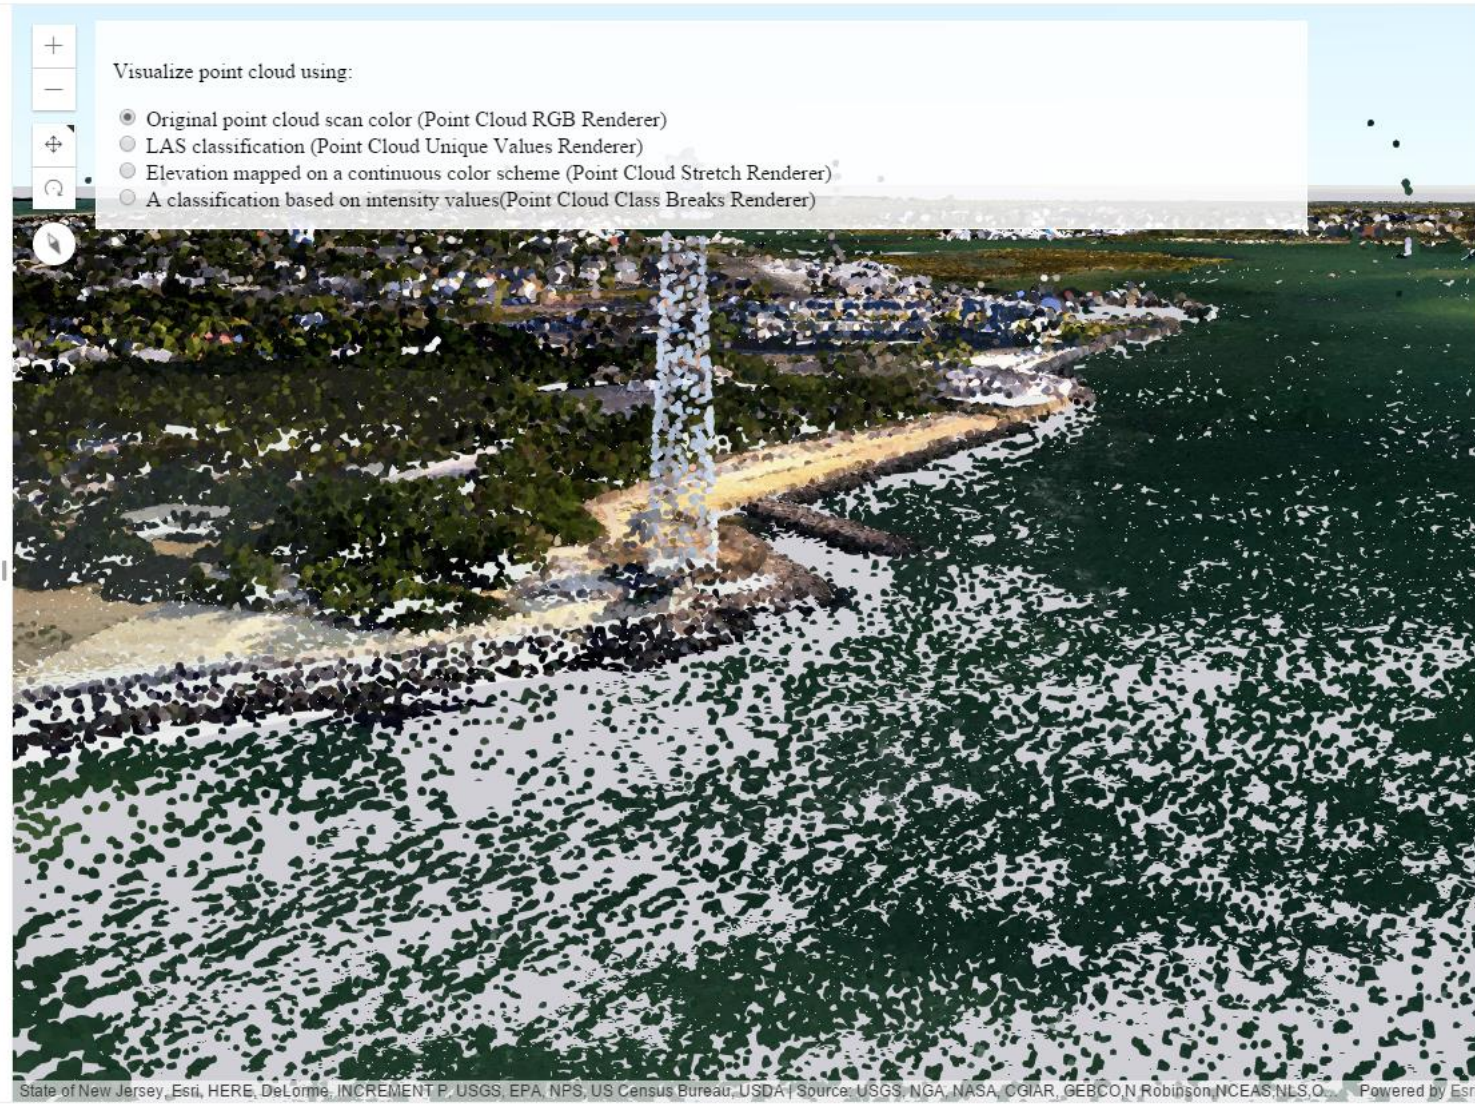 Visualize point cloud using:
Original point cloud scan color (Point Cloud RGB Renderer)
LAS classification (Point Cloud Unique Values Renderer)
Elevation mapped on a continuous color scheme (Point Cloud Stretch Renderer)
A classification based on intensity values(Point Cloud Class Breaks Renderer)
State of New Jersey, Esri, HERE, DeLorme, INCREMENT P, USGS, EPA, NPS, US Census Bureau, USDA | Source: USGS, NGA, NASA, CGIAR, GEBCO,N Robinson,NCEAS,NLS,O... Powered by Esr